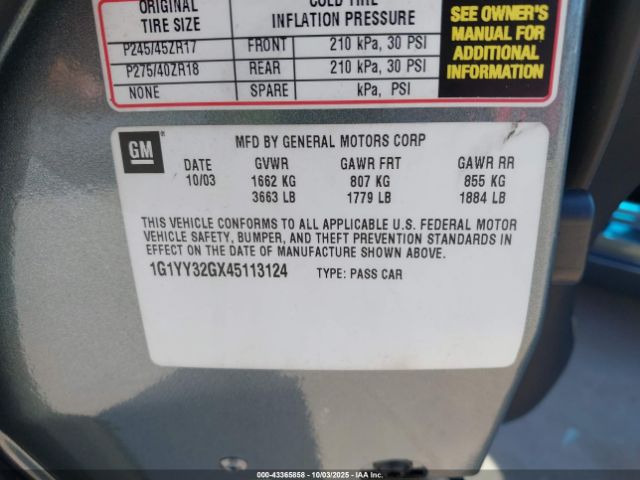 ORIGINAL TIRE SIZE COLD TIRE INFLATION PRESSURE
P245/45ZR17 FRONT 210 kPa, 30 PSI
P275/40ZR18 REAR 210 kPa, 30 PSI
NONE SPARE kPa, PSI
SEE OWNER'S
MANUAL FOR
ADDITIONAL
INFORMATION
GM
MFD BY GENERAL MOTORS CORP
DATE GVWR GAWR FRT GAWR RR
10/03 1662 KG 807 KG 855 KG
3663 LB 1779 LB 1884 LB
THIS VEHICLE CONFORMS TO ALL APPLICABLE U.S. FEDERAL MOTOR
VEHICLE SAFETY, BUMPER, AND THEFT PREVENTION STANDARDS IN
EFFECT ON THE DATE OF MANUFACTURE SHOWN ABOVE.
1G1YY32GX45113124 TYPE: PASS CAR
© 2025 - 43365858 - 10/03/2025 - IAA, Inc. All Rights Reserved